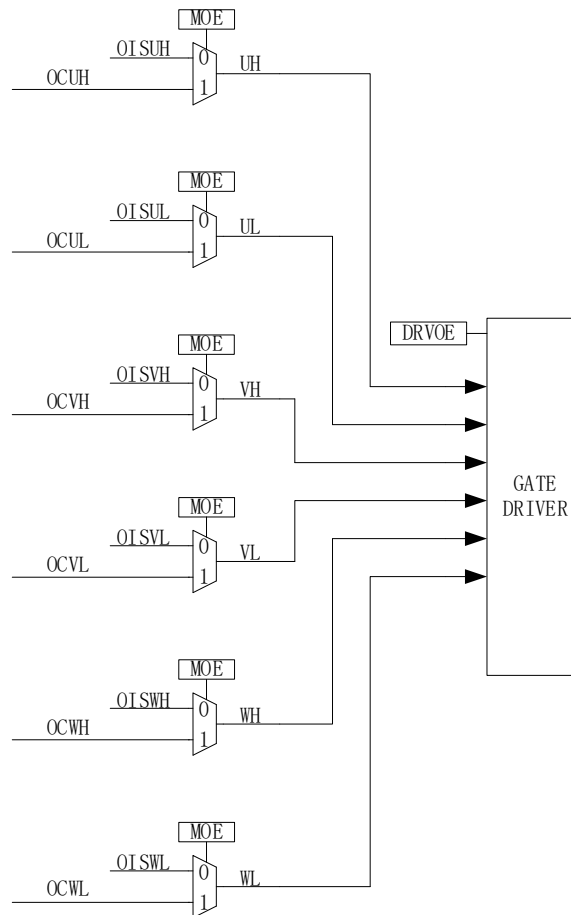 MOE
OISUH
0
UH
OCUH
1
MOE
OISUL
0
UL
OCUL
1
DRVOE
MOE
OISVH
0
VH
OCVH
1
GATE
DRIVER
MOE
OISVL
0
VL
OCVL
1
MOE
OISWH
0
WH
OCWH
1
MOE
OISWL
0
WL
OCWL
1